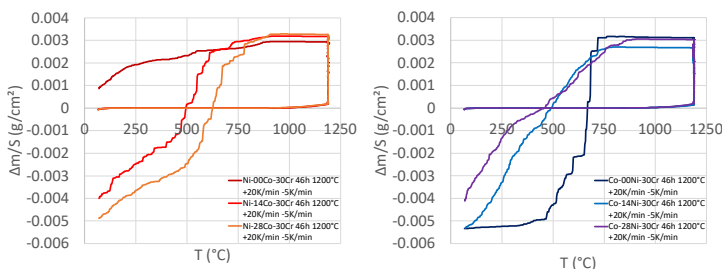 0.004
0.003
0.002
0.001
0
-0.001
-0.002
-0.003
-0.004
-0.005
-0.006
0 250 500 750 1000 1250
Δm/S (g/cm²)
T (°C)
Ni-00Co-30Cr 46h 1200°C
+20K/min -5K/min
Ni-14Co-30Cr 46h 1200°C
+20K/min -5K/min
Ni-28Co-30Cr 46h 1200°C
+20K/min -5K/min
0.004
0.003
0.002
0.001
0
-0.001
-0.002
-0.003
-0.004
-0.005
-0.006
0 250 500 750 1000 1250
Δm/S (g/cm²)
T (°C)
Co-00Ni-30Cr 46h 1200°C
+20K/min -5K/min
Co-14Ni-30Cr 46h 1200°C
+20K/min -5K/min
Co-28Ni-30Cr 46h 1200°C
+20K/min -5K/min